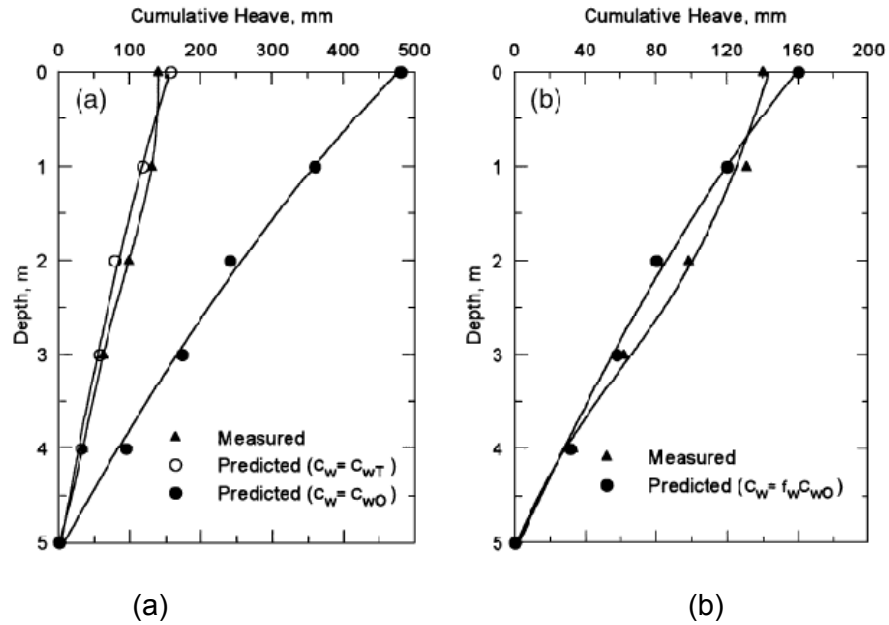 Cumulative Heave, mm
0 100 200 300 400 500
0
1
2
3
4
5
Depth, m
(a)
Measured
Predicted (C_w = C_wT)
Predicted (C_w = C_wO)
(a)
Cumulative Heave, mm
0 40 80 120 160 200
0
1
2
3
4
5
Depth, m
(b)
Measured
Predicted (C_w = f_wC_wO)
(b)